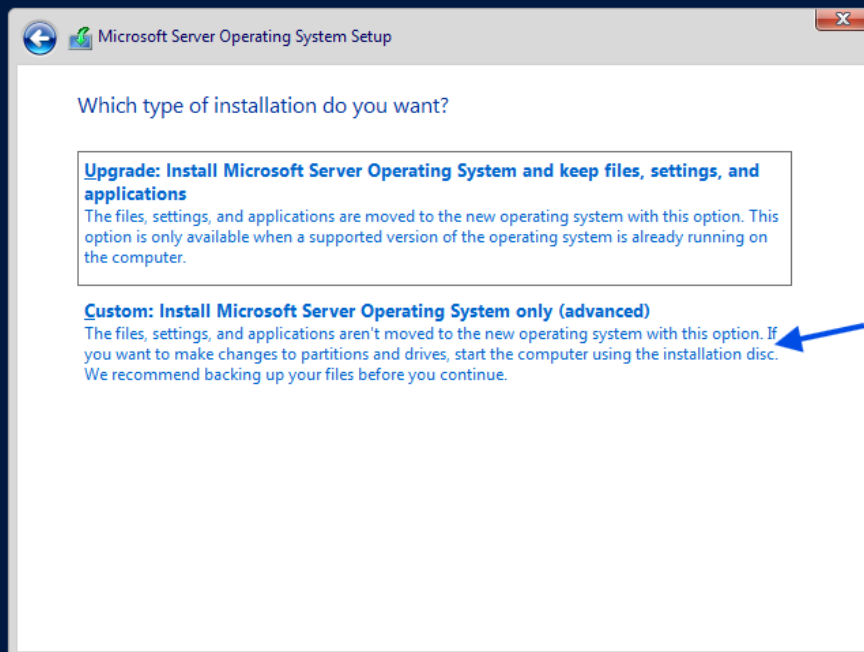 Microsoft Server Operating System Setup
Which type of installation do you want?
Upgrade: Install Microsoft Server Operating System and keep files, settings, and
applications
The files, settings, and applications are moved to the new operating system with this option. This
option is only available when a supported version of the operating system is already running on
the computer.
Custom: Install Microsoft Server Operating System only (advanced)
The files, settings, and applications aren't moved to the new operating system with this option. If
you want to make changes to partitions and drives, start the computer using the installation disc.
We recommend backing up your files before you continue.